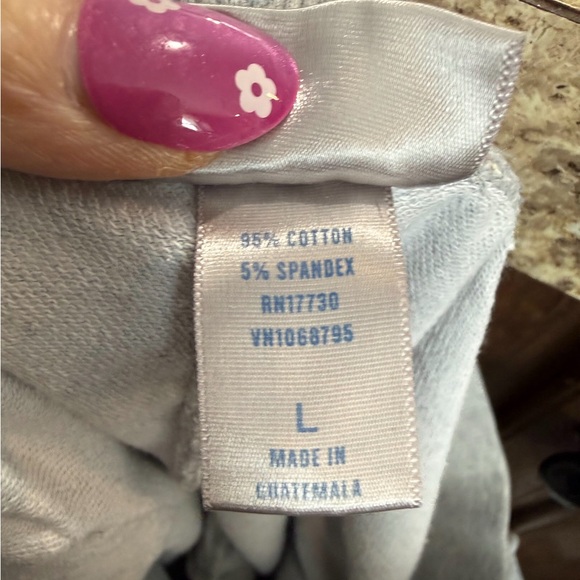 95% COTTON
5% SPANDEX
RN17730
VN1068795
L
MADE IN
GUATEMALA